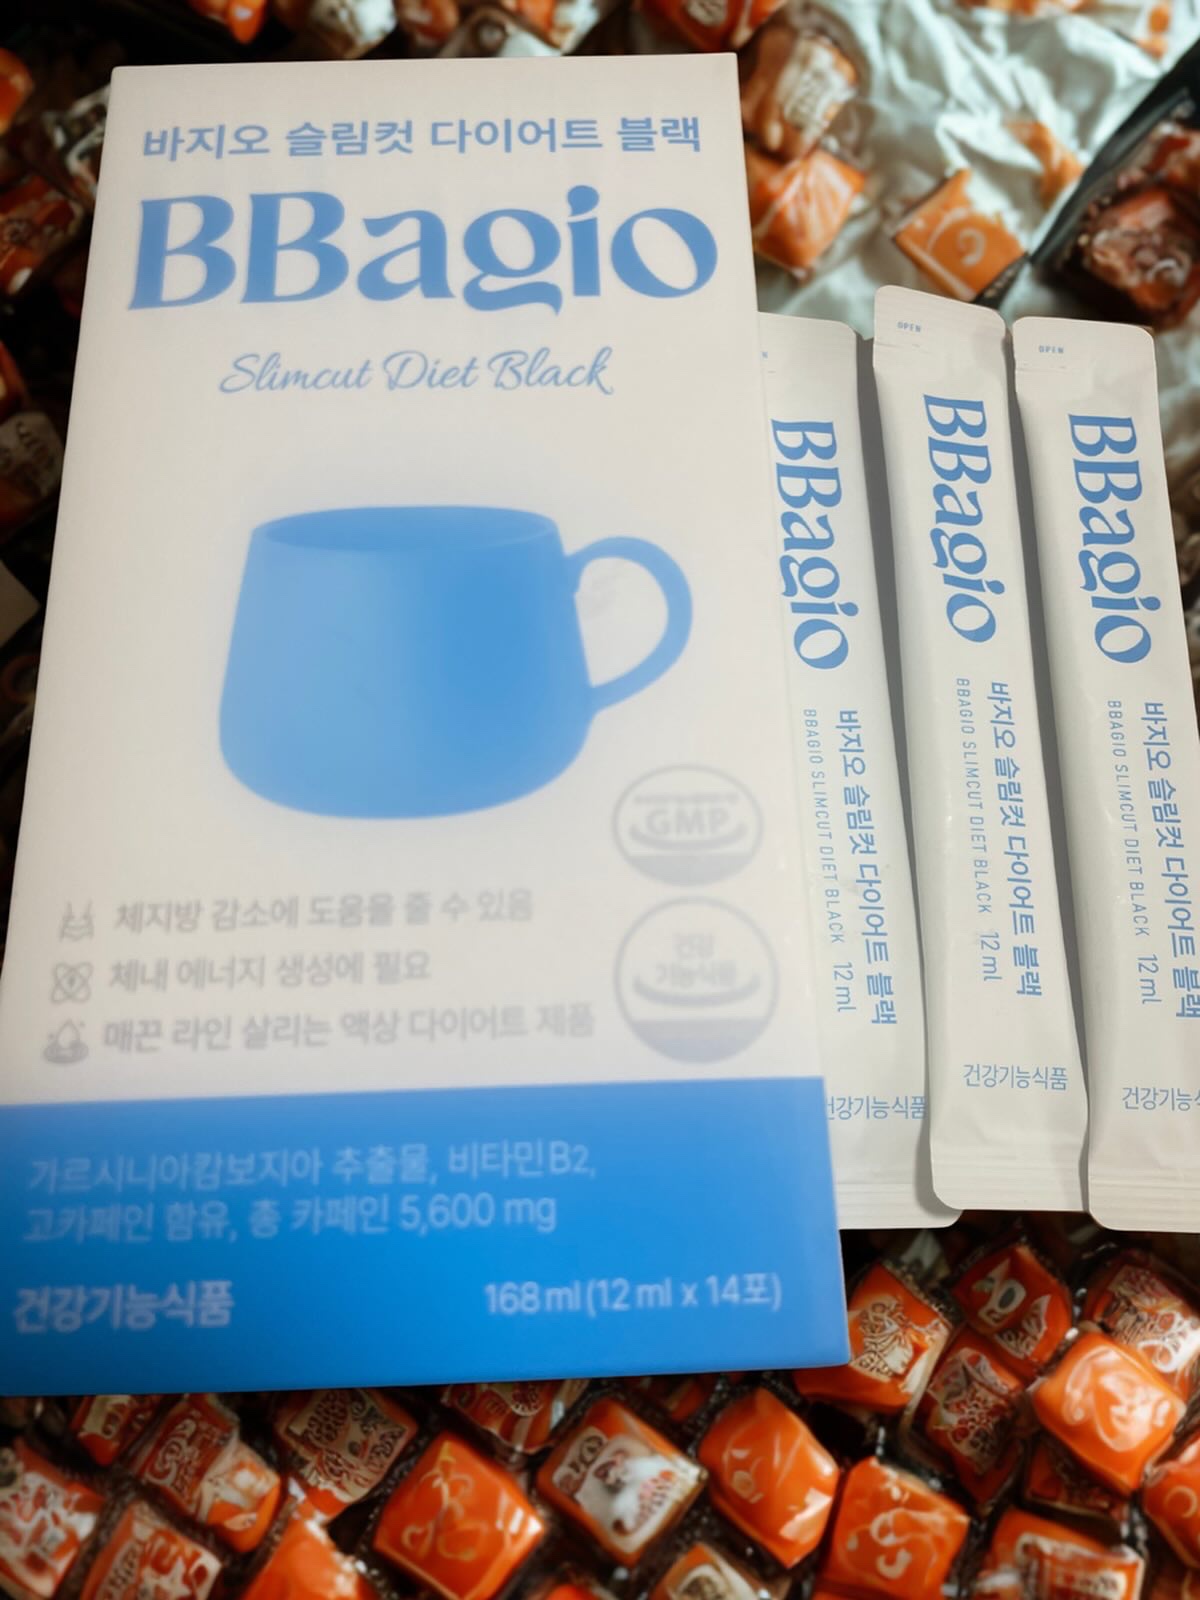 바지오 슬림컷 다이어트 블랙
BBagio
Slimcut Diet Black
GMP
체지방 감소에 도움을 줄 수 있음
체내 에너지 생성에 필요
매끈 라인 살리는 액상 다이어트 제품
건강
기능식품
가르시니아캄보지아 추출물, 비타민B2,
고카페인 함유, 총 카페인 5,600 mg
건강기능식품
168 ml (12 ml x 14포)
BBagio
바지오 슬림컷 다이어트 블랙
BBAGIO SLIMCUT DIET BLACK 12 ml
건강기능식품
OPEN
BBagio
바지오 슬림컷 다이어트 블랙
BBAGIO SLIMCUT DIET BLACK 12 ml
건강기능식품
OPEN
BBagio
바지오 슬림컷 다이어트 블랙
BBAGIO SLIMCUT DIET BLACK 12 ml
건강기능식